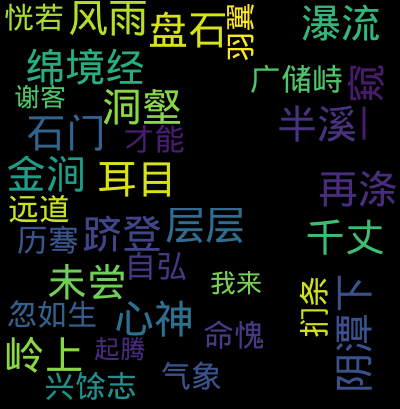 恍若
风雨
盘石
羽翼
瀑流
绵境经
广储峙
一窥
谢客
洞壑
石门
才能
半溪
金涧
耳目
再涤
远道
历骞
跻登
层层
千丈
自弘
未尝
我来
扪条
阴潭下
忽如生
心神
命愧
岭上
起腾
气象
兴馀志